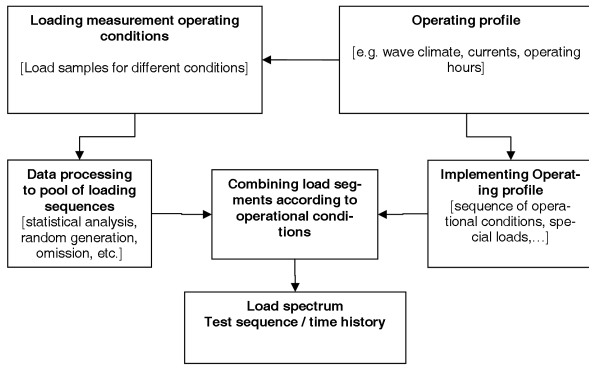 Loading measurement operating
conditions
[Load samples for different conditions]
Operating profile
[e.g. wave climate, currents, operating
hours]
Data processing
to pool of loading
sequences
[statistical analysis,
random generation,
omission, etc.]
Combining load seg-
ments according to
operational condi-
tions
Implementing Operat-
ing profile
[sequence of opera-
tional conditions, spe-
cial loads,…]
Load spectrum
Test sequence / time history